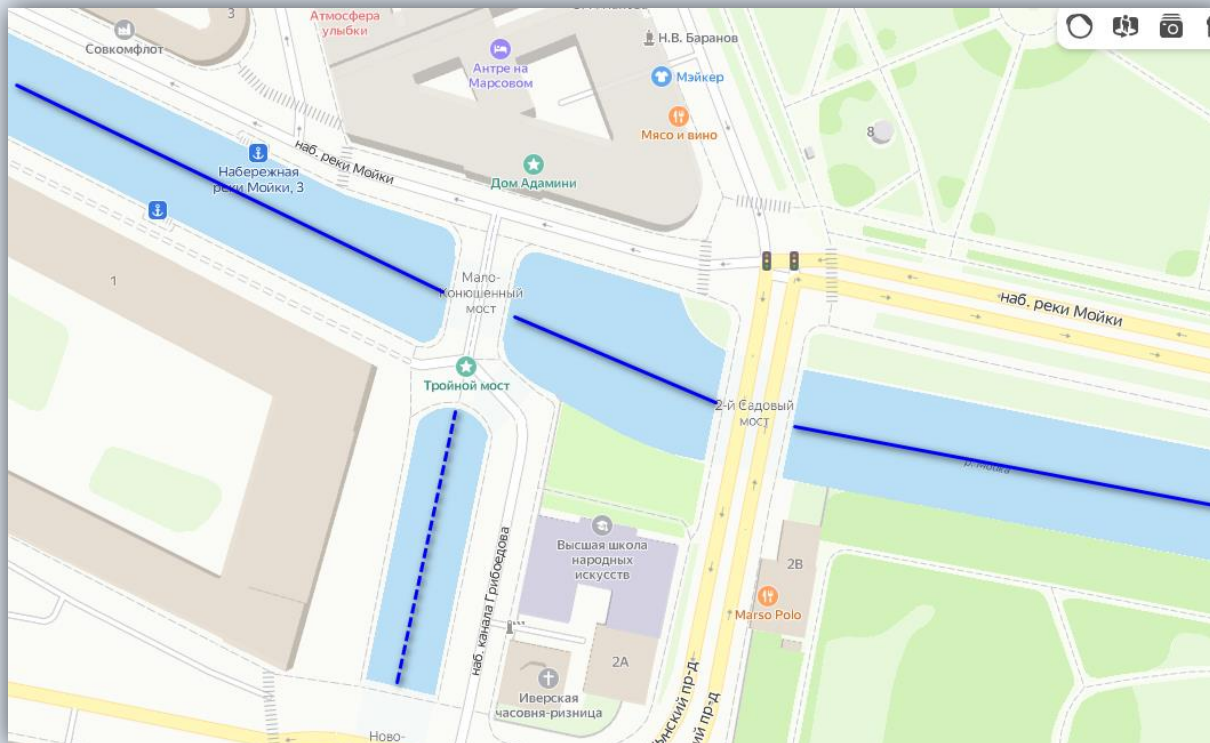 3
Совкомфлот
Атмосфера
улыбки
Антре на
Марсовом
Н.В. Баранов
Мэйкер
Мясо и вино
8
наб. реки Мойки
Набережная
реки Мойки, 3
Дом Адамини
1
Мало-
Конюшенный
мост
наб. реки Мойки
Тройной мост
2-й Садовый
мост
р. Мойка
наб. канала Грибоедова
Высшая школа
народных
искусств
2В
Marso Polo
2А
Иверская
часовня-ризница
Ново-